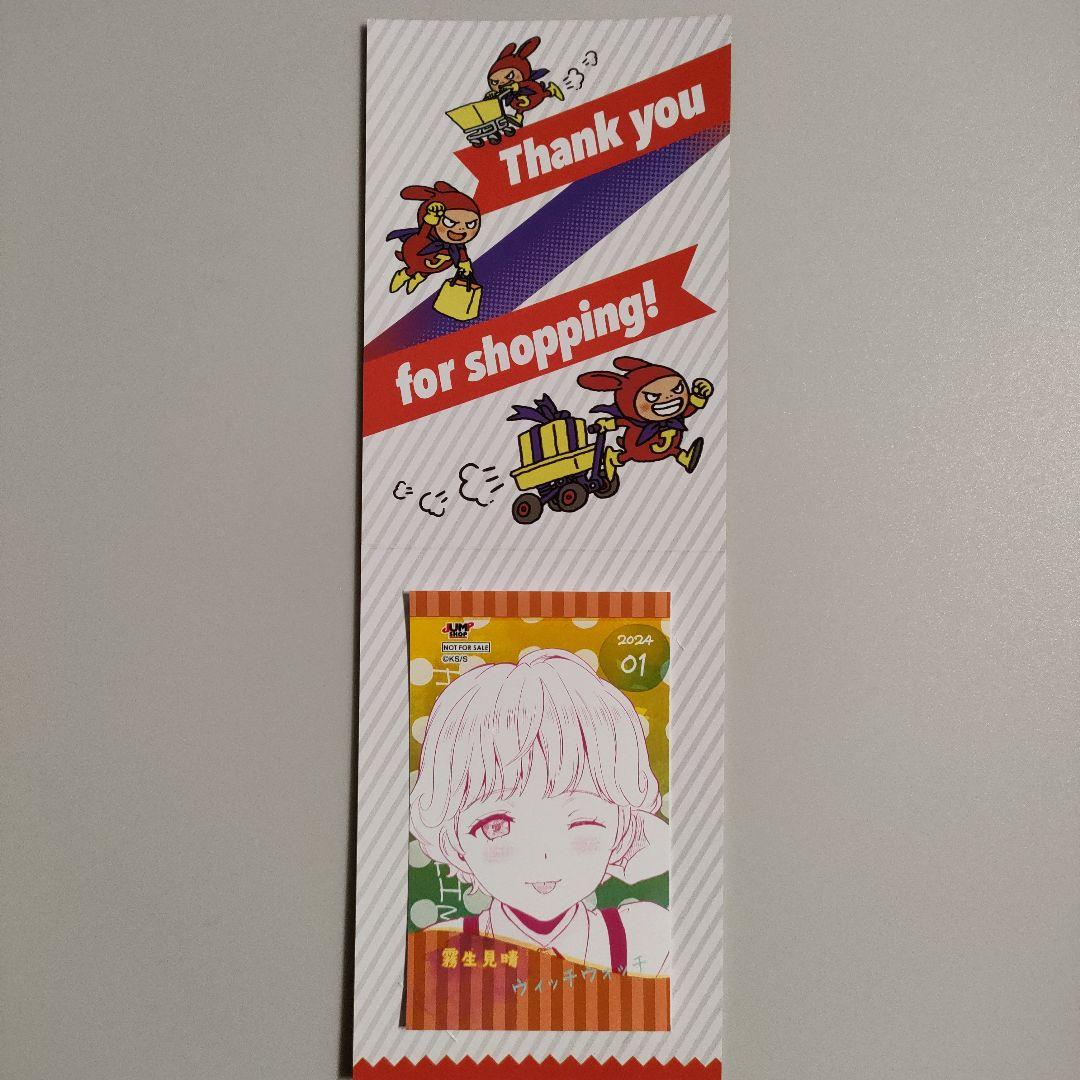 Thank you
for shopping!
JUMP
SHOP
NOT FOR SALE
©KS/S
2024
01
霧生見晴
ウィッチウォッチ